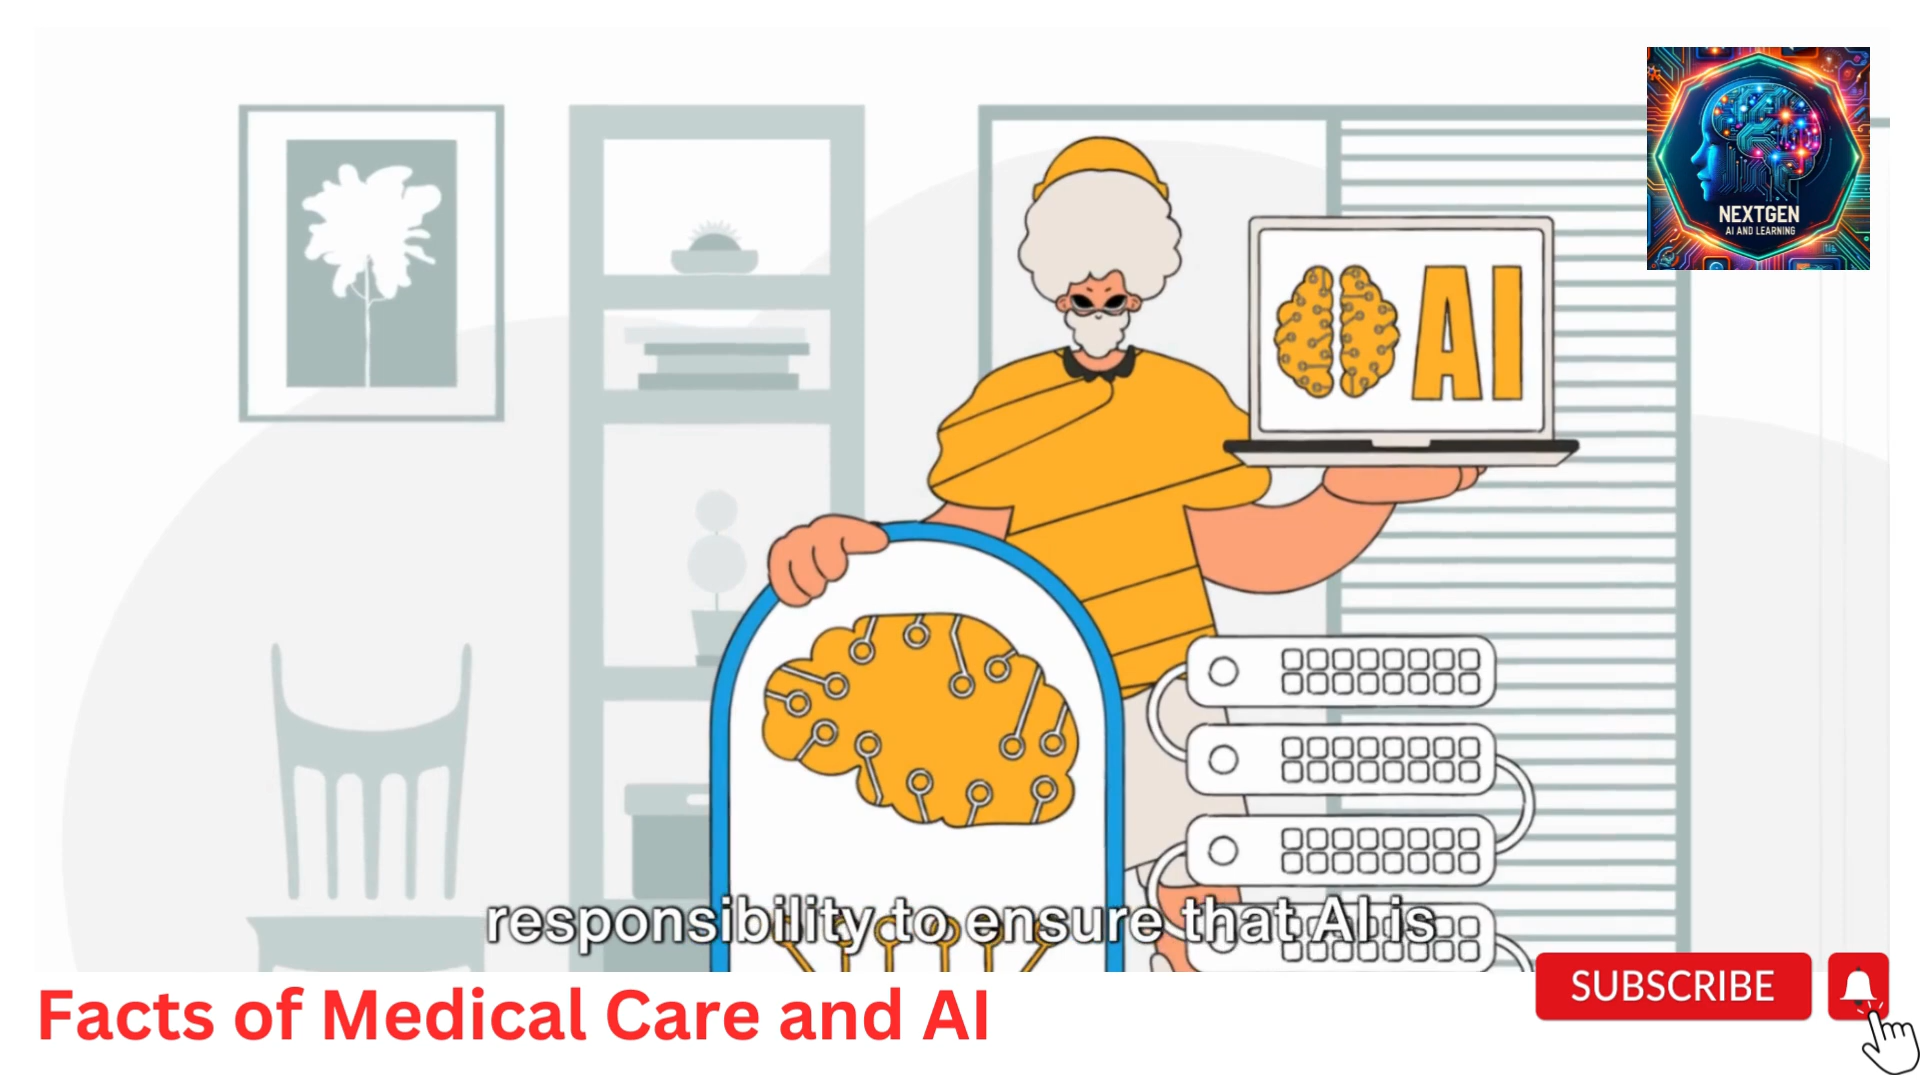 NEXTGEN
AI AND LEARNING
AI
responsibility to ensure that AI is
SUBSCRIBE
Facts of Medical Care and AI